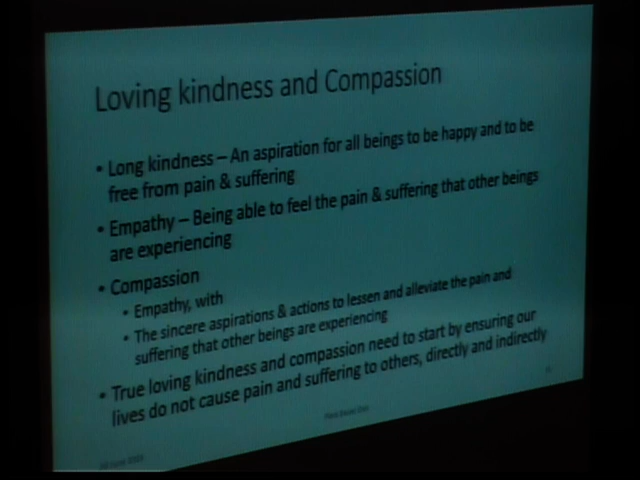 Loving kindness and Compassion
• Long kindness – An aspiration for all beings to be happy and to be
free from pain & suffering
• Empathy – Being able to feel the pain & suffering that other beings
are experiencing
• Compassion
• Empathy, with
• The sincere aspirations & actions to lessen and alleviate the pain and
suffering that other beings are experiencing
• True loving kindness and compassion need to start by ensuring our
lives do not cause pain and suffering to others, directly and indirectly